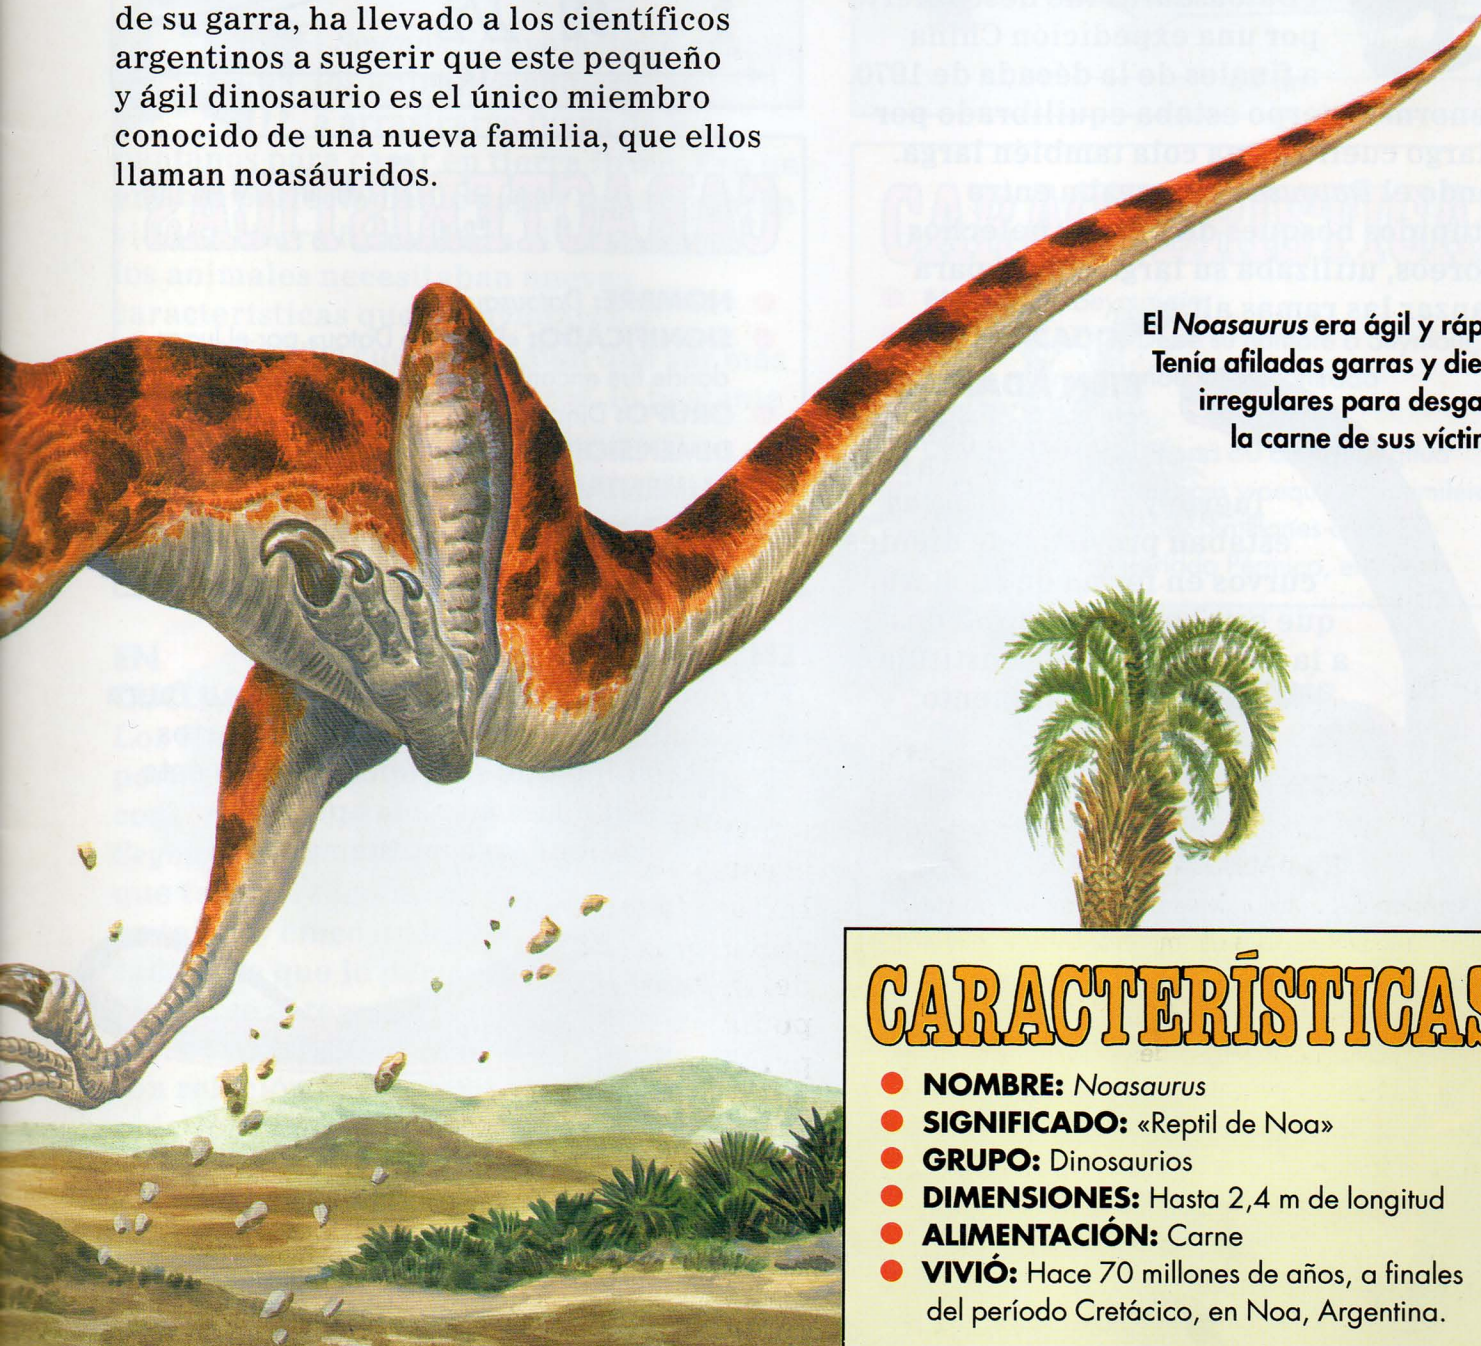 de su garra, ha llevado a los científicos
argentinos a sugerir que este pequeño
y ágil dinosaurio es el único miembro
conocido de una nueva familia, que ellos
llaman noasáuridos.
El Noasaurus era ágil y ráp
Tenía afiladas garras y die
irregulares para desga
la carne de sus víctin
CARACTERÍSTICAS
NOMBRE: Noasaurus
SIGNIFICADO: «Reptil de Noa»
GRUPO: Dinosaurios
DIMENSIONES: Hasta 2,4 m de longitud
ALIMENTACIÓN: Carne
VIVIÓ: Hace 70 millones de años, a finales
del período Cretácico, en Noa, Argentina.